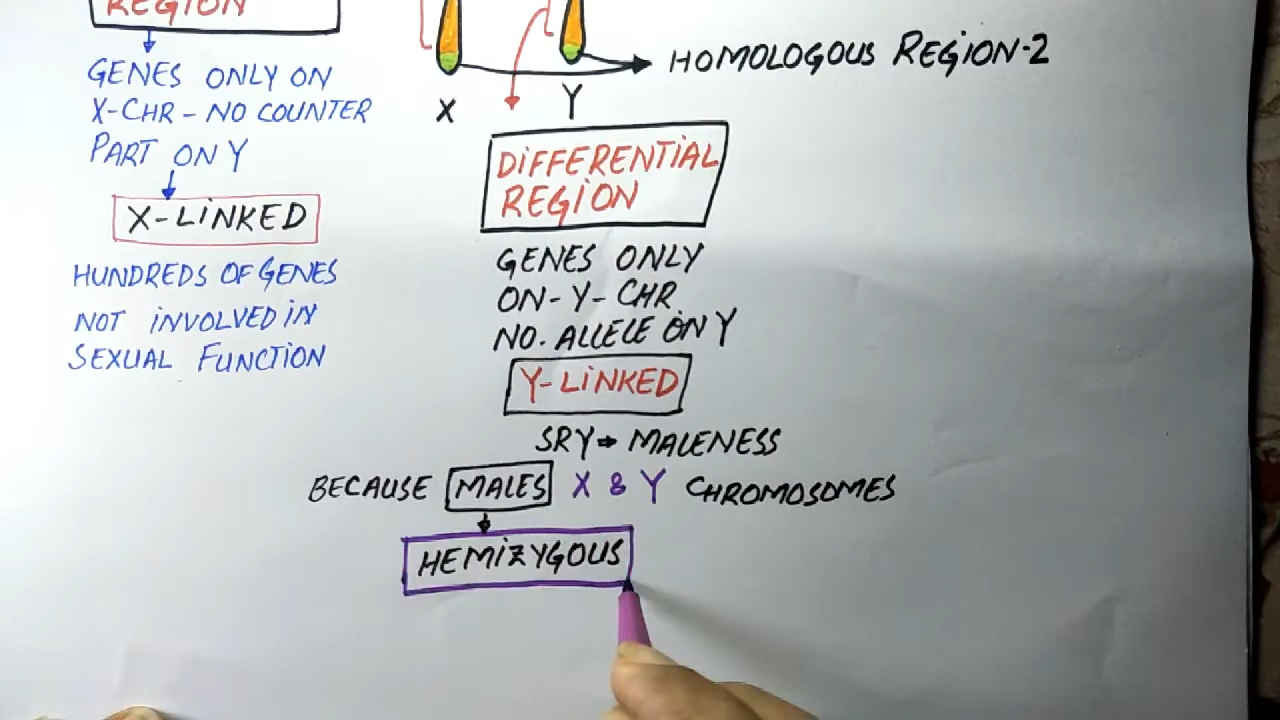 REGION
GENES ONLY ON
X-CHR - NO COUNTER
PART ON Y
X-LINKED
HUNDREDS OF GENES
NOT INVOLVED IN
SEXUAL FUNCTION
X Y
HOMOLOGOUS REGION-2
DIFFERENTIAL
REGION
GENES ONLY
ON-Y-CHR
NO. ALLELE ON Y
Y-LINKED
SRY → MALENESS
BECAUSE MALES X & Y CHROMOSOMES
HEMIZYGOUS